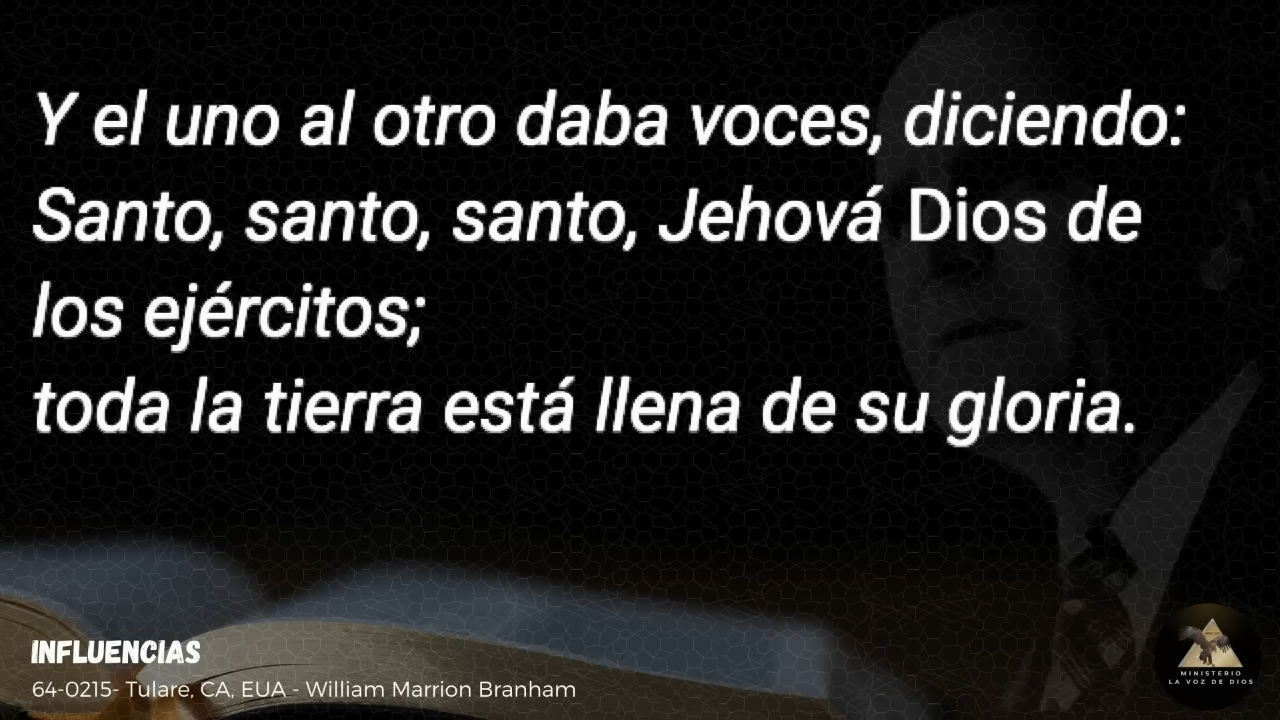 Y el uno al otro daba voces, diciendo:
Santo, santo, santo, Jehová Dios de
los ejércitos;
toda la tierra está llena de su gloria.
INFLUENCIAS
64-0215- Tulare, CA, EUA - William Marrion Branham
MINISTERIO
LA VOZ DE DIOS